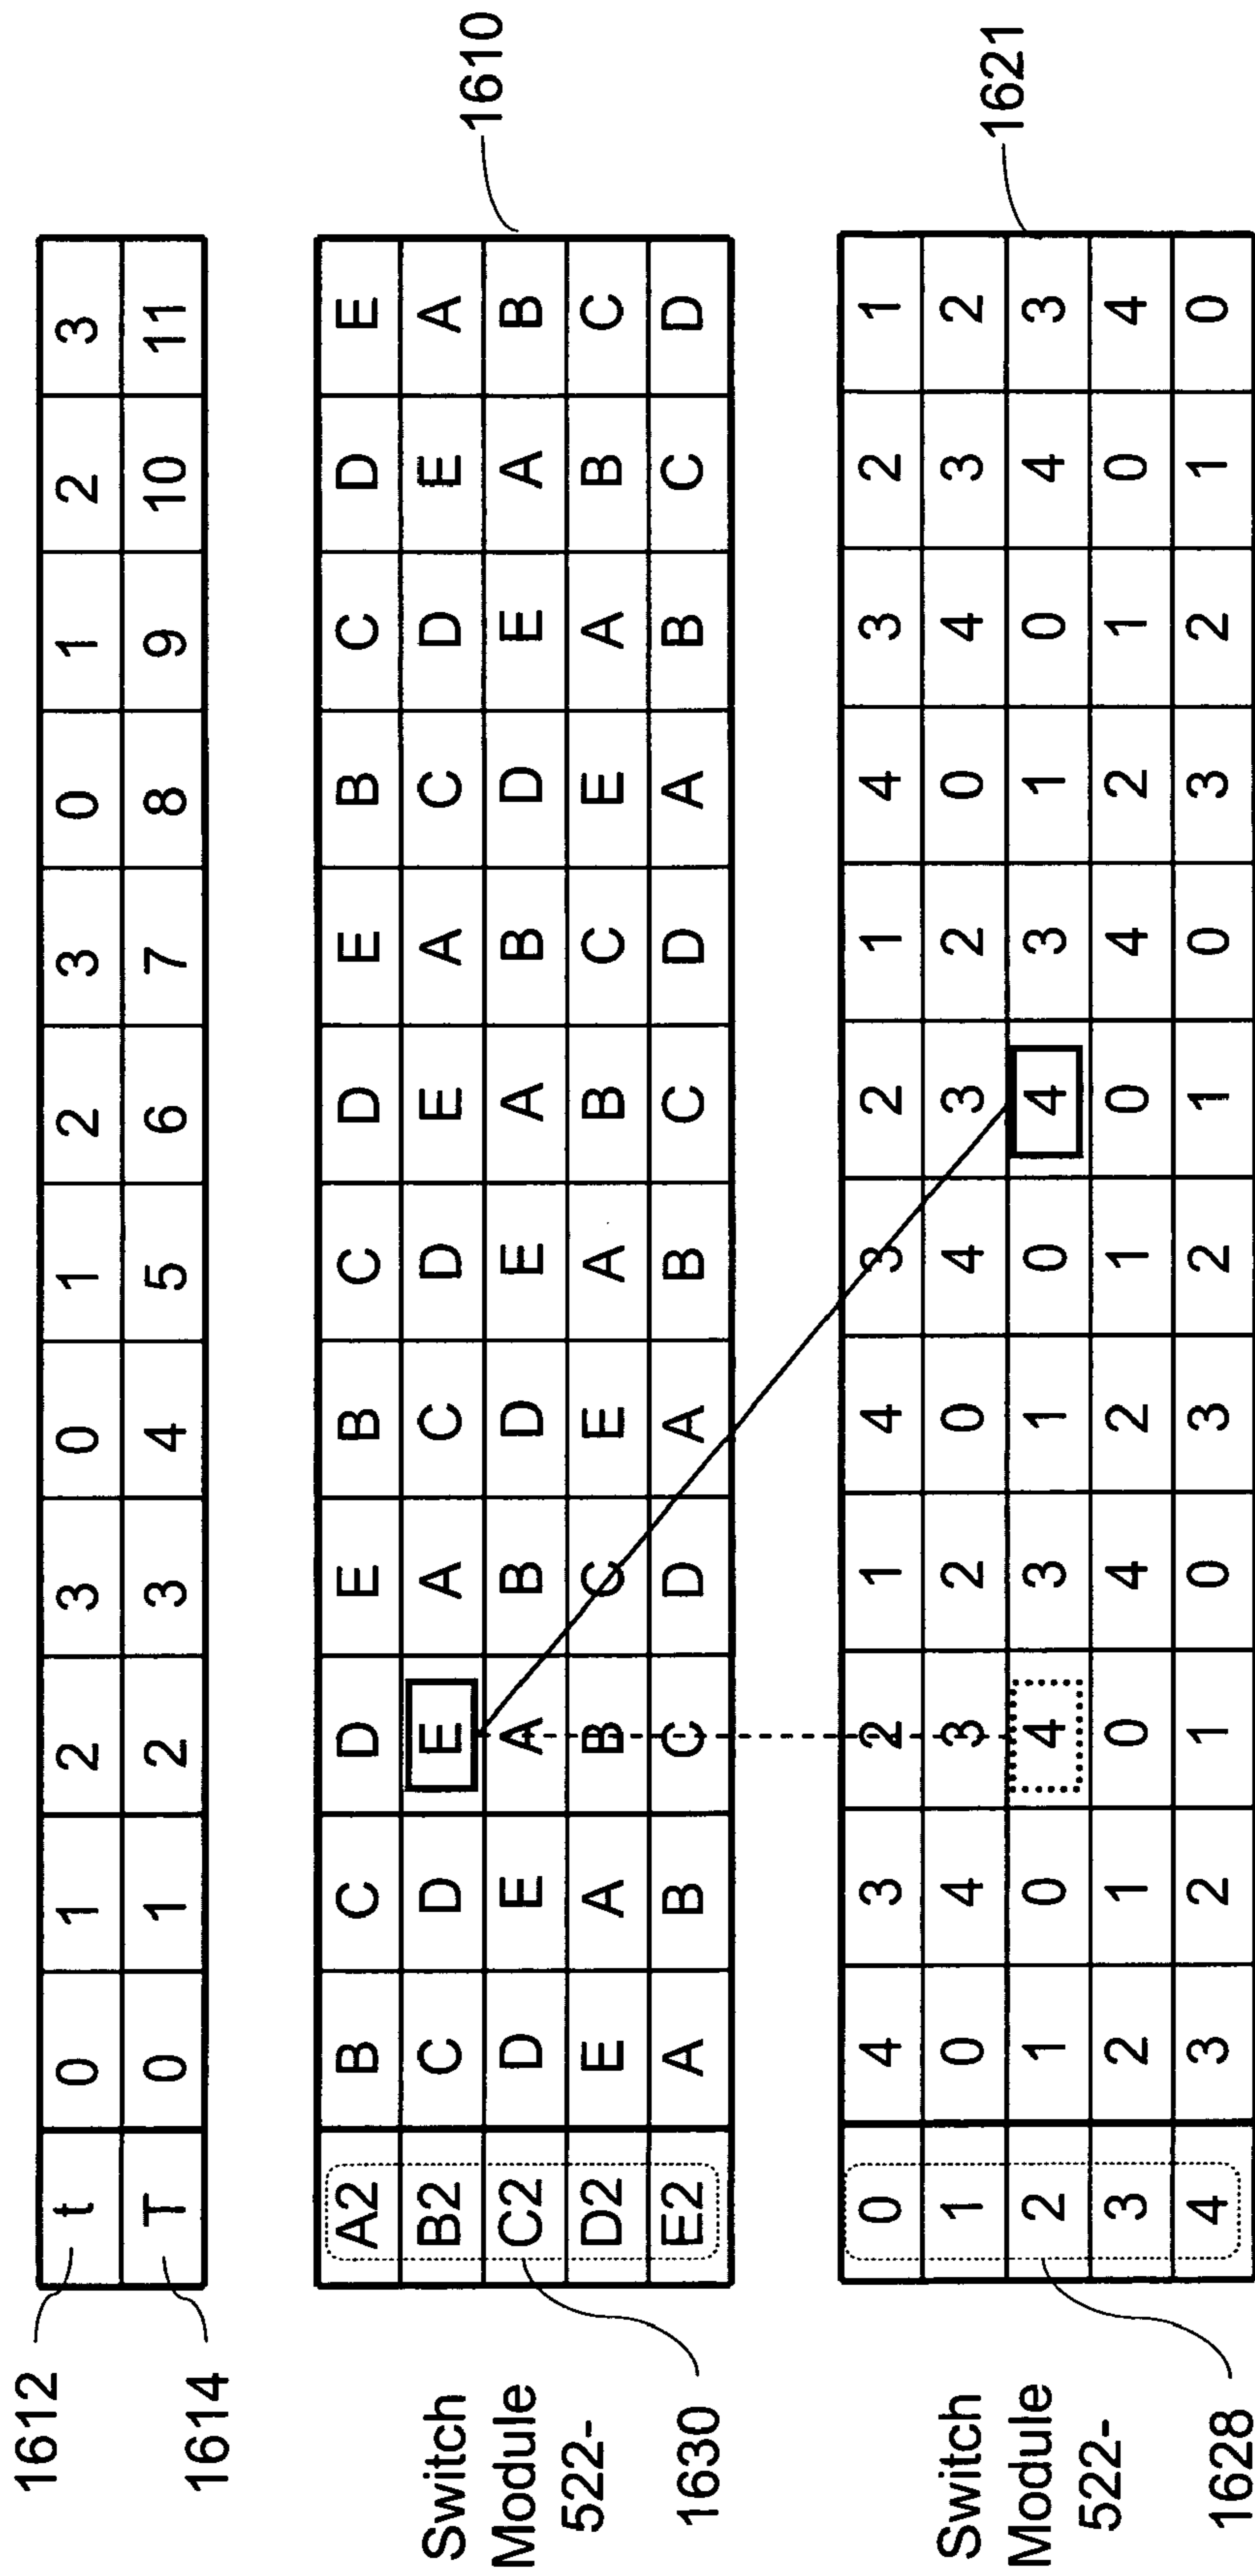 1612
t 0 1 2 3 0 1 2 3 0 1 2 3
1614
T 0 1 2 3 4 5 6 7 8 9 10 11
1610
Switch
Module
522-
1630
A2 B C D E B C D E B C D E
B2 C D E A C D E A C D E A
C2 D E A B D E A B D E A B
D2 E A B C E A B C E A B C
E2 A B C D A B C D A B C D
1621
Switch
Module
522-
1628
0 4 3 2 1 4 3 2 1 4 3 2 1
1 0 4 3 2 0 4 3 2 0 4 3 2
2 1 0 4 3 1 0 4 3 1 0 4 3
3 2 1 0 4 2 1 0 4 2 1 0 4
4 3 2 1 0 3 2 1 0 3 2 1 0